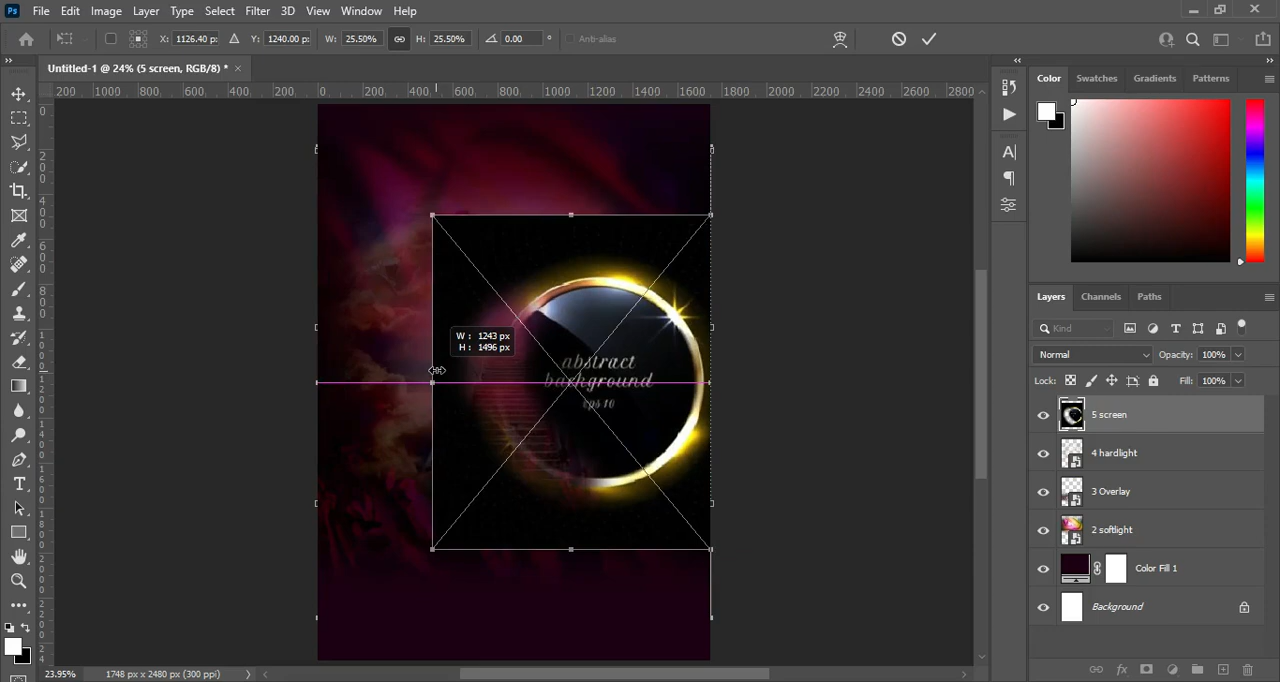 Ps File Edit Image Layer Type Select Filter 3D View Window Help
X: 1126.40 p: Y: 1240.00 p: W: 25.50% H: 25.50% 0.00 ° Anti-alias
Untitled-1 @ 24% (5 screen, RGB/8) * ×
200 1000 800 600 400 200 0 200 400 600 800 1000 1200 1400 1600 1800 2000 2200 2400 2600 2800
Color Swatches Gradients Patterns
W : 1243 px
H : 1496 px
abstract
background
eps 10
Layers Channels Paths
Kind
Normal Opacity: 100%
Lock: Fill: 100%
5 screen
4 hardlight
3 Overlay
2 softlight
Color Fill 1
Background
23.95% 1748 px x 2480 px (300 ppi)